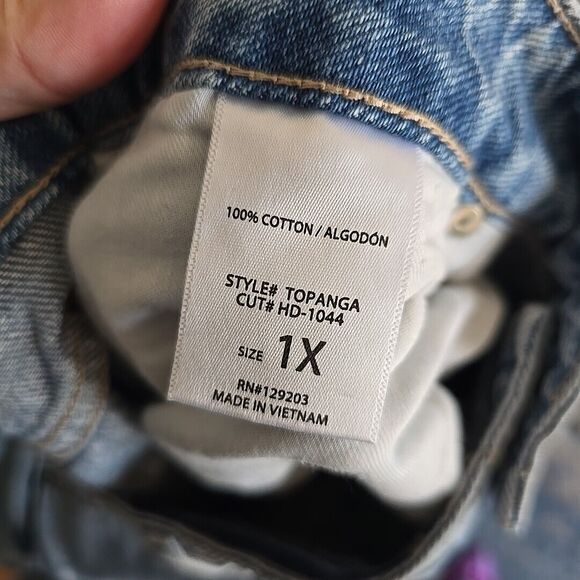 100% COTTON / ALGODÓN
STYLE# TOPANGA
CUT# HD-1044
SIZE 1X
RN#129203
MADE IN VIETNAM